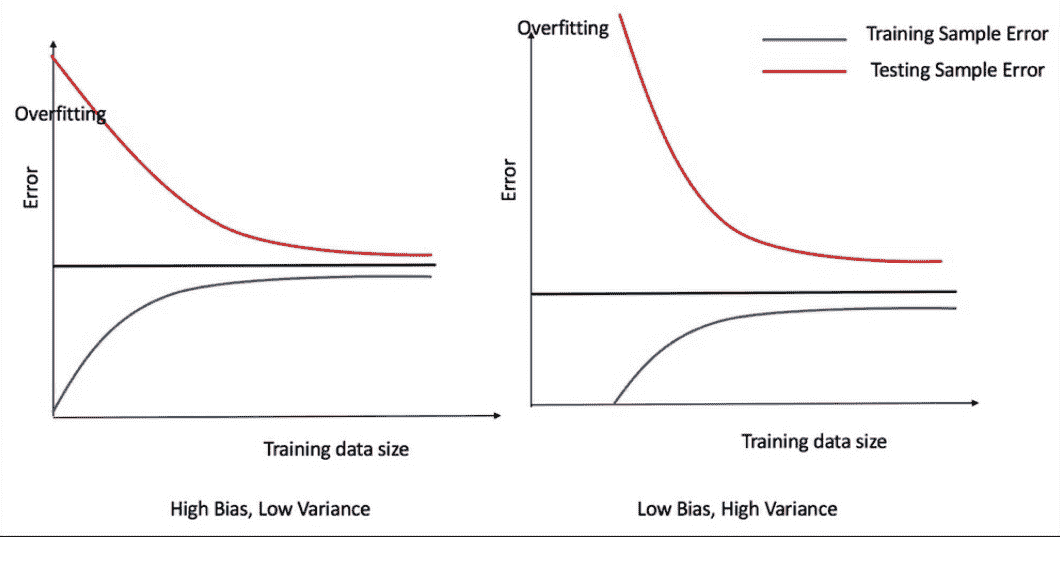 Overfitting
Error
Training data size
High Bias, Low Variance
Overfitting
Training Sample Error
Testing Sample Error
Error
Training data size
Low Bias, High Variance